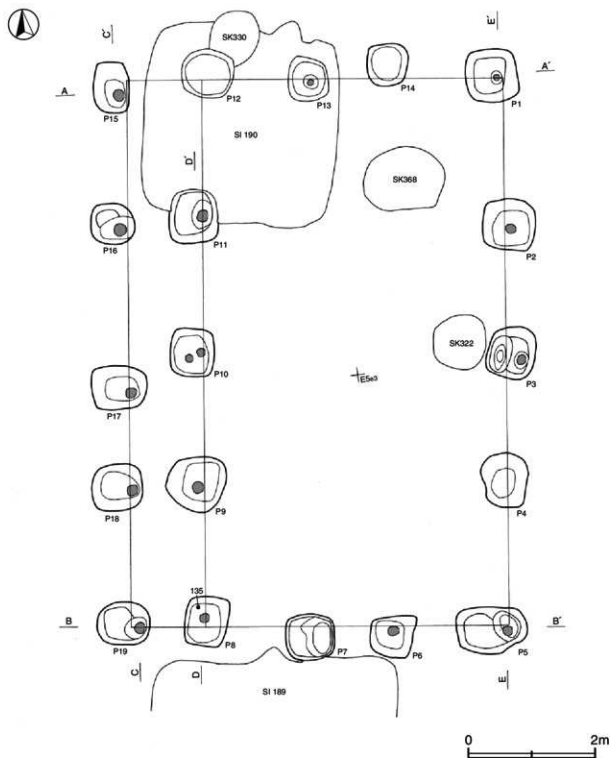 C´
E´
SK330
A
A´
P12
P13
P14
P1
P15
SI 190
D´
SK368
P11
P16
P2
SK322
P10
P3
E5e3
P17
P9
P4
P18
135
B
B´
P19
P8
P7
P6
P5
C
D
E
SI 189
0
2m